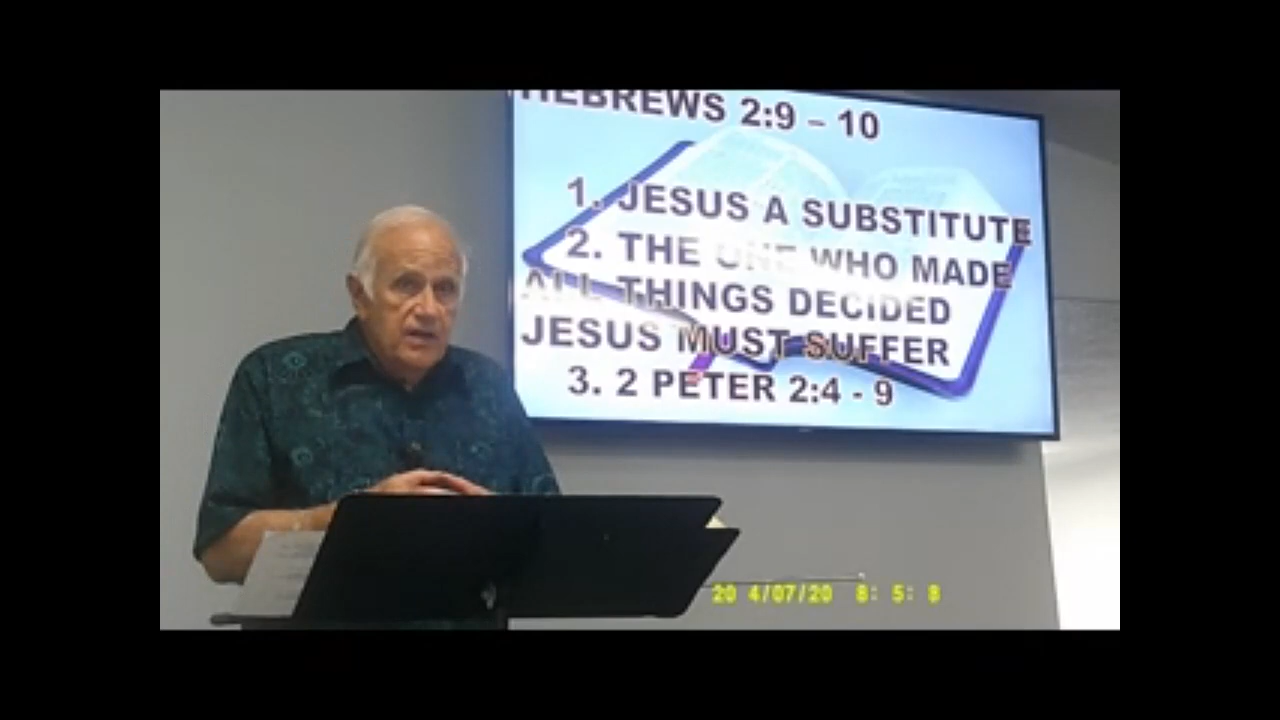 HEBREWS 2:9 – 10
1. JESUS A SUBSTITUTE
2. THE ONE WHO MADE
ALL THINGS DECIDED
JESUS MUST SUFFER
3. 2 PETER 2:4 - 9
20 4/07/20 8: 5: 8